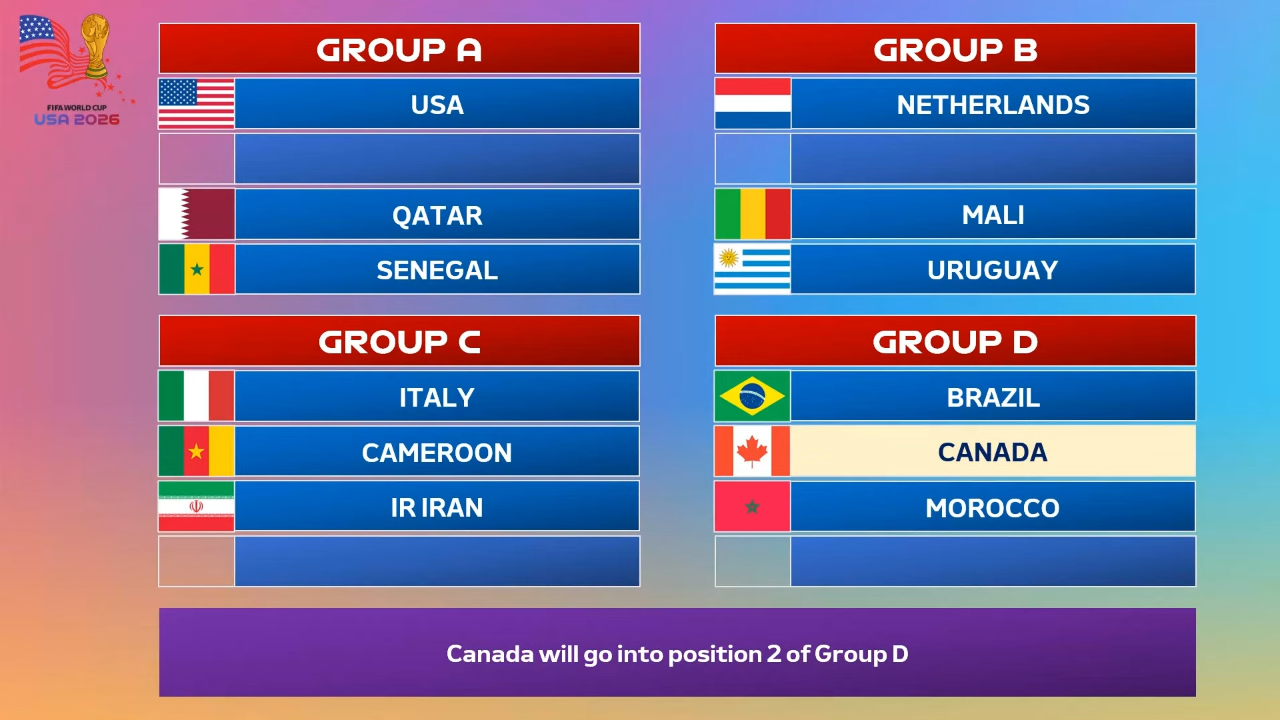 FIFA WORLD CUP
USA 2026
GROUP A
USA
QATAR
SENEGAL
GROUP B
NETHERLANDS
MALI
URUGUAY
GROUP C
ITALY
CAMEROON
IR IRAN
GROUP D
BRAZIL
CANADA
MOROCCO
Canada will go into position 2 of Group D